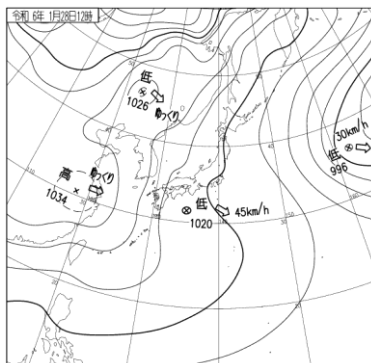 令和 6年 1月28日12時
低
1026
ゆっくり
高
ゆっくり
1034
低
1020
45km/h
30km/h
低
996